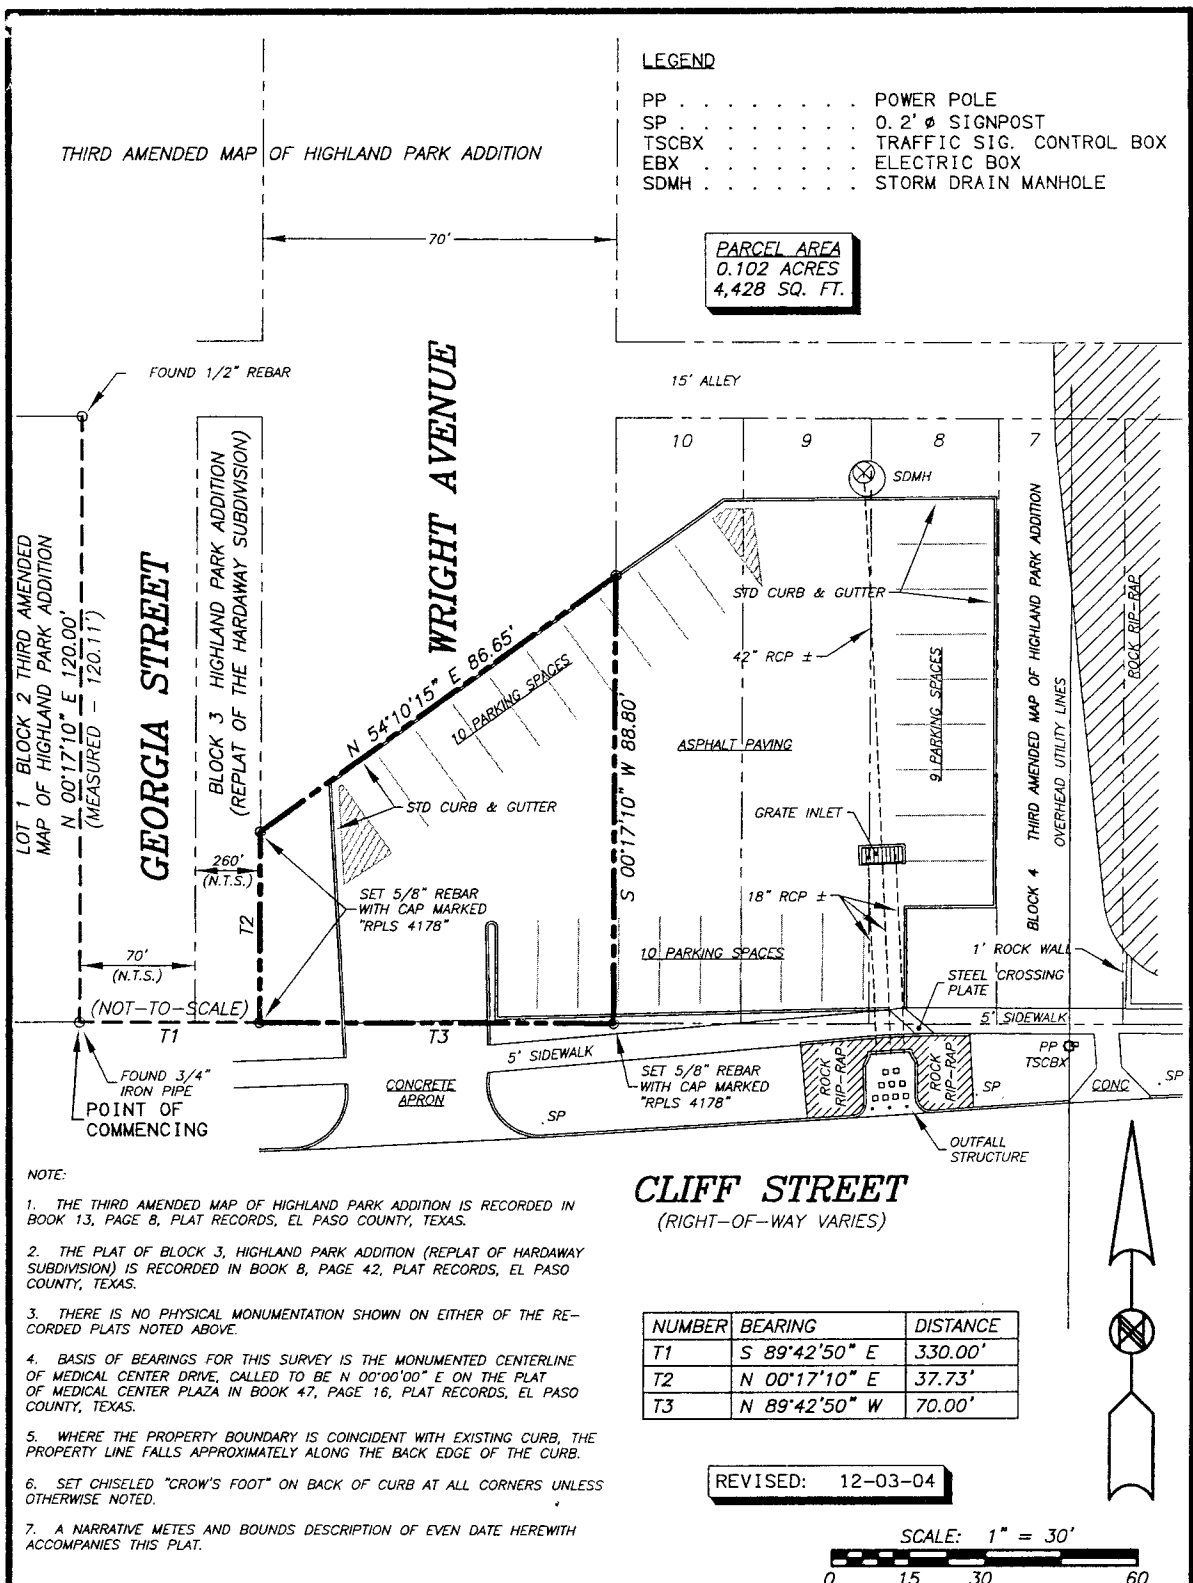 LEGEND
PP . . . . . . . . POWER POLE
SP . . . . . . . . 0.2' ø SIGNPOST
TSCBX . . . . . . TRAFFIC SIG. CONTROL BOX
EBX . . . . . . . ELECTRIC BOX
SDMH . . . . . . . STORM DRAIN MANHOLE
THIRD AMENDED MAP OF HIGHLAND PARK ADDITION
70'
PARCEL AREA
0.102 ACRES
4,428 SQ. FT.
FOUND 1/2" REBAR
15' ALLEY
10
9
8
7
SDMH
LOT 1 BLOCK 2 THIRD AMENDED
MAP OF HIGHLAND PARK ADDITION
N 00°17'10" E 120.00'
(MEASURED - 120.11')
GEORGIA STREET
BLOCK 3 HIGHLAND PARK ADDITION
(REPLAT OF THE HARDAWAY SUBDIVISION)
WRIGHT AVENUE
N 54°10'15" E 86.65'
10 PARKING SPACES
STD CURB & GUTTER
42" RCP ±
ASPHALT PAVING
9 PARKING SPACES
BLOCK 4 THIRD AMENDED MAP OF HIGHLAND PARK ADDITION
OVERHEAD UTILITY LINES
ROCK RIP-RAP
STD CURB & GUTTER
S 00°17'10" W 88.80'
GRATE INLET
260'
(N.T.S.)
T2
SET 5/8" REBAR
WITH CAP MARKED
"RPLS 4178"
18" RCP ±
10 PARKING SPACES
1' ROCK WALL
STEEL CROSSING
PLATE
70'
(N.T.S.)
(NOT-TO-SCALE)
T1
T3
5' SIDEWALK
5' SIDEWALK
PP
TSCBX
FOUND 3/4"
IRON PIPE
POINT OF
COMMENCING
CONCRETE
APRON
SET 5/8" REBAR
WITH CAP MARKED
"RPLS 4178"
ROCK
RIP-RAP
ROCK
RIP-RAP
SP
SP
CONC
SP
OUTFALL
STRUCTURE
CLIFF STREET
(RIGHT-OF-WAY VARIES)
NOTE:
1. THE THIRD AMENDED MAP OF HIGHLAND PARK ADDITION IS RECORDED IN
BOOK 13, PAGE 8, PLAT RECORDS, EL PASO COUNTY, TEXAS.
2. THE PLAT OF BLOCK 3, HIGHLAND PARK ADDITION (REPLAT OF HARDAWAY
SUBDIVISION) IS RECORDED IN BOOK 8, PAGE 42, PLAT RECORDS, EL PASO
COUNTY, TEXAS.
3. THERE IS NO PHYSICAL MONUMENTATION SHOWN ON EITHER OF THE RE-
CORDED PLATS NOTED ABOVE.
4. BASIS OF BEARINGS FOR THIS SURVEY IS THE MONUMENTED CENTERLINE
OF MEDICAL CENTER DRIVE, CALLED TO BE N 00°00'00" E ON THE PLAT
OF MEDICAL CENTER PLAZA IN BOOK 47, PAGE 16, PLAT RECORDS, EL PASO
COUNTY, TEXAS.
5. WHERE THE PROPERTY BOUNDARY IS COINCIDENT WITH EXISTING CURB, THE
PROPERTY LINE FALLS APPROXIMATELY ALONG THE BACK EDGE OF THE CURB.
6. SET CHISELED "CROW'S FOOT" ON BACK OF CURB AT ALL CORNERS UNLESS
OTHERWISE NOTED.
7. A NARRATIVE METES AND BOUNDS DESCRIPTION OF EVEN DATE HEREWITH
ACCOMPANIES THIS PLAT.
NUMBER BEARING DISTANCE
T1 S 89°42'50" E 330.00'
T2 N 00°17'10" E 37.73'
T3 N 89°42'50" W 70.00'
REVISED: 12-03-04
N
SCALE: 1" = 30'
0 15 30 60